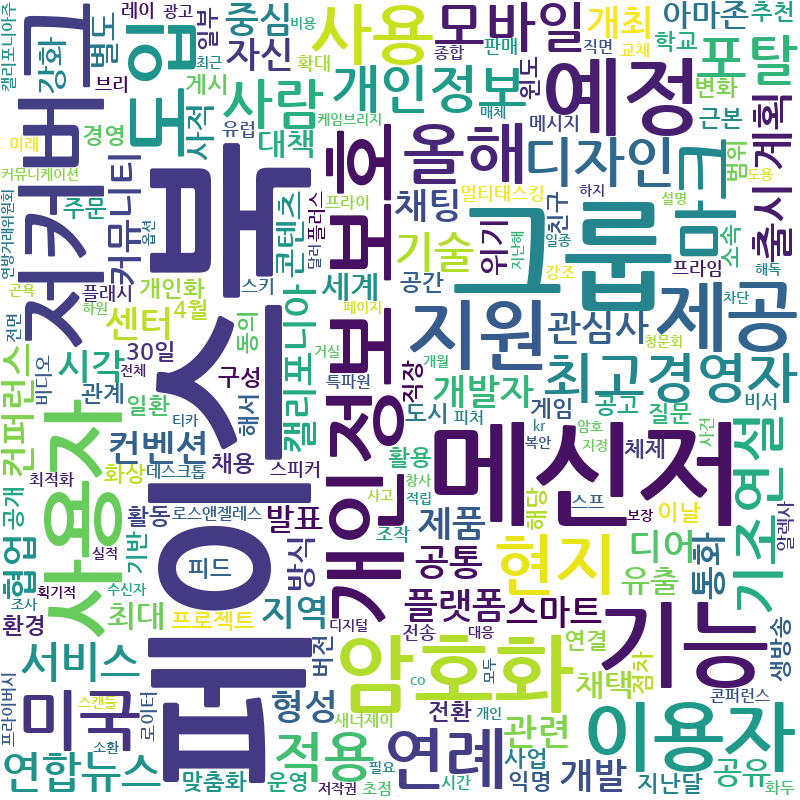 페이스북
그룹
메신저
개인정보보호
사용자
암호화
기능
이용자
저커버그
예정
제공
지원
도입
사용
모바일
사람
개인정보
올해
디자인
마크
포탈
출시
계획
최고경영자
기조연설
현지
미국
연례
적용
서비스
연합뉴스
중심
자신
개최
아마존
추천
학교
변화
근본
강화
별도
일부
레이
광고
비용
최근
확대
종합
판매
직면
교체
윈도
캘리포니아주
브리
게시
유럽
케임브리지
매체
메시지
사적
대책
경영
미래
커뮤니케이션
주문
커뮤니티
콘텐츠
플러스
달러
프라이
채팅
멀티태스킹
친구
범위
도용
하지
설명
일종
지난해
위기
기술
강조
프라임
소속
해독
차단
청문회
관심사
공간
세계
페이지
스키
옵션
플래시
개인화
4월
센터
동의
캘리포니아
하원
곤욕
연방거래위원회
전면
비디오
시각
30일
관계
전체
일환
구성
해서
거실
특파원
직장
개발자
도시
피처
게임
공고
질문
비서
사건
개월
kr
복안
암호
지정
체제
컨퍼런스
컨벤션
채용
스피커
활용
화상
데스크톱
티카
최적화
공개
협업
활동
로스앤젤레스
발표
사고
창사
적립
조작
제품
해당
스프
보장
이날
알렉사
디어
통화
유출
공통
기반
방식
피드
실적
수신자
획기적
조사
환경
최대
프로젝트
지역
버전
디지털
플랫폼
스마트
전송
대응
연결
채택
점차
생방송
콘퍼런스
프라이버시
스캔들
소환
로이터
형성
새너제이
전환
co
개인
모두
관련
사업
익명
개발
지난달
공유
화두
맞춤화
운영
저작권
초점
필요
시간